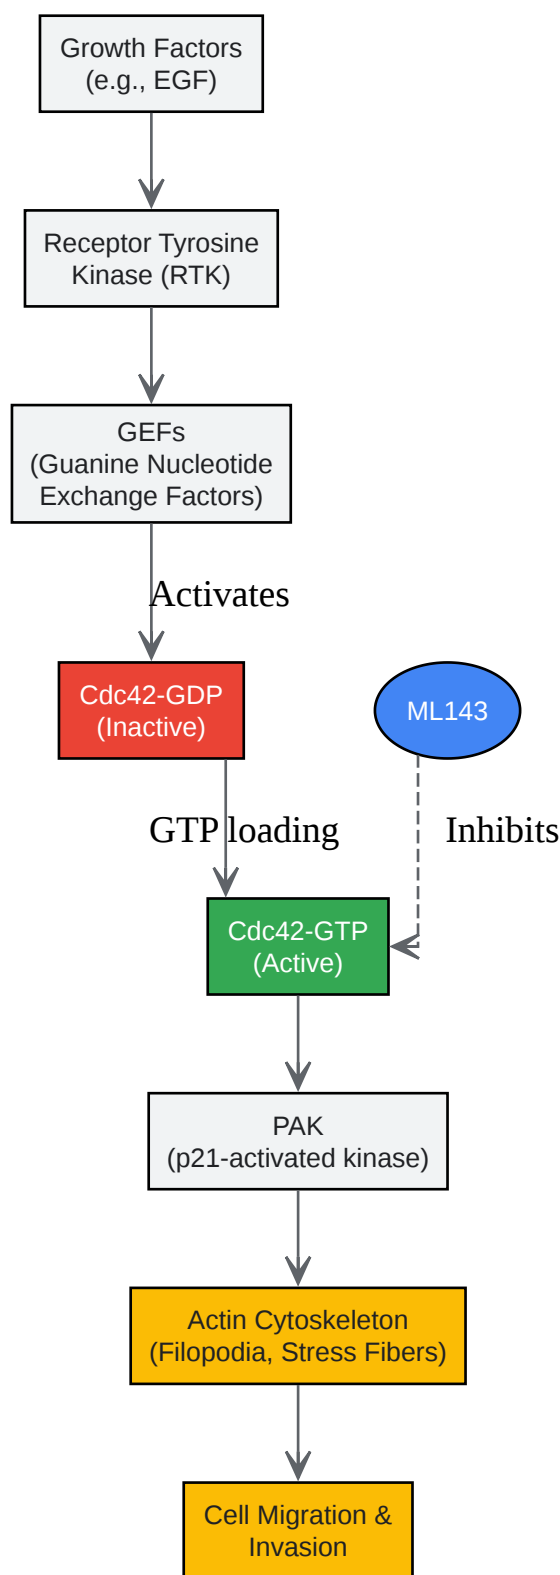 Growth Factors
(e.g., EGF)
Receptor Tyrosine
Kinase (RTK)
GEFs
(Guanine Nucleotide
Exchange Factors)
Activates
Cdc42-GDP
(Inactive)
ML143
GTP loading
Inhibits
Cdc42-GTP
(Active)
PAK
(p21-activated kinase)
Actin Cytoskeleton
(Filopodia, Stress Fibers)
Cell Migration &
Invasion